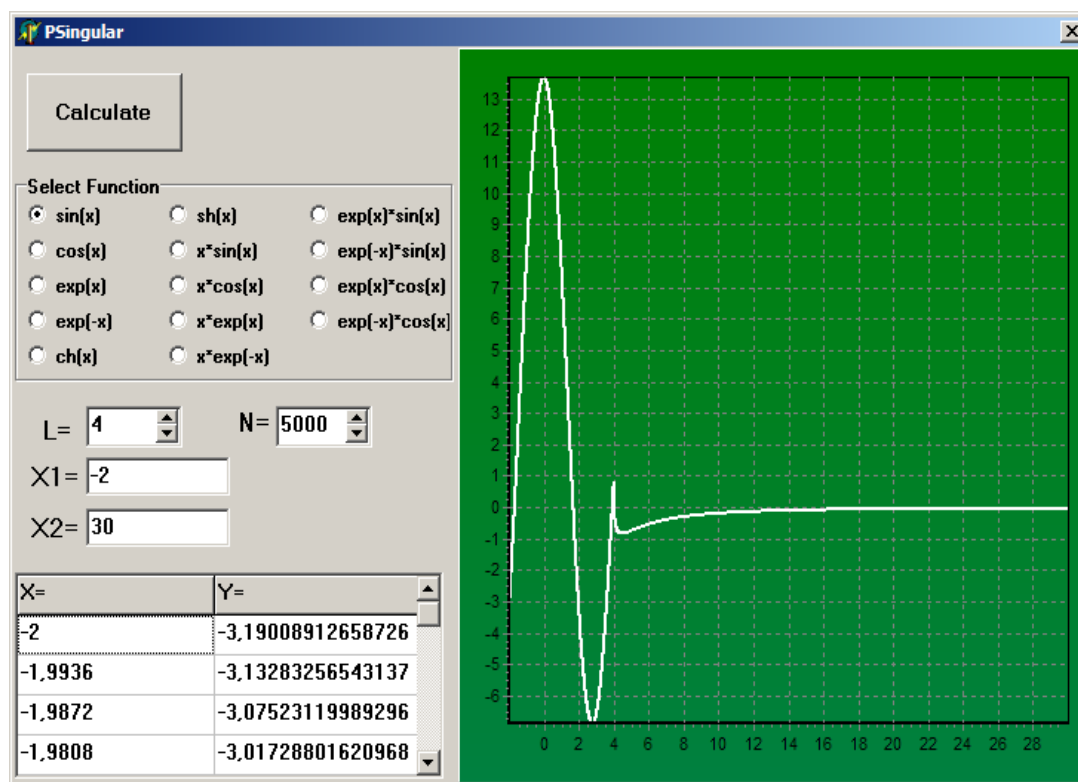 PSingular
Calculate
Select Function
sin(x) sh(x) exp(x)*sin(x)
cos(x) x*sin(x) exp(-x)*sin(x)
exp(x) x*cos(x) exp(x)*cos(x)
exp(-x) x*exp(x) exp(-x)*cos(x)
ch(x) x*exp(-x)
L= 4 N= 5000
X1= -2
X2= 30
X= Y=
-2 -3,19008912658726
-1,9936 -3,13283256543137
-1,9872 -3,07523119989296
-1,9808 -3,01728801620968
13
12
11
10
9
8
7
6
5
4
3
2
1
0
-1
-2
-3
-4
-5
-6
0 2 4 6 8 10 12 14 16 18 20 22 24 26 28